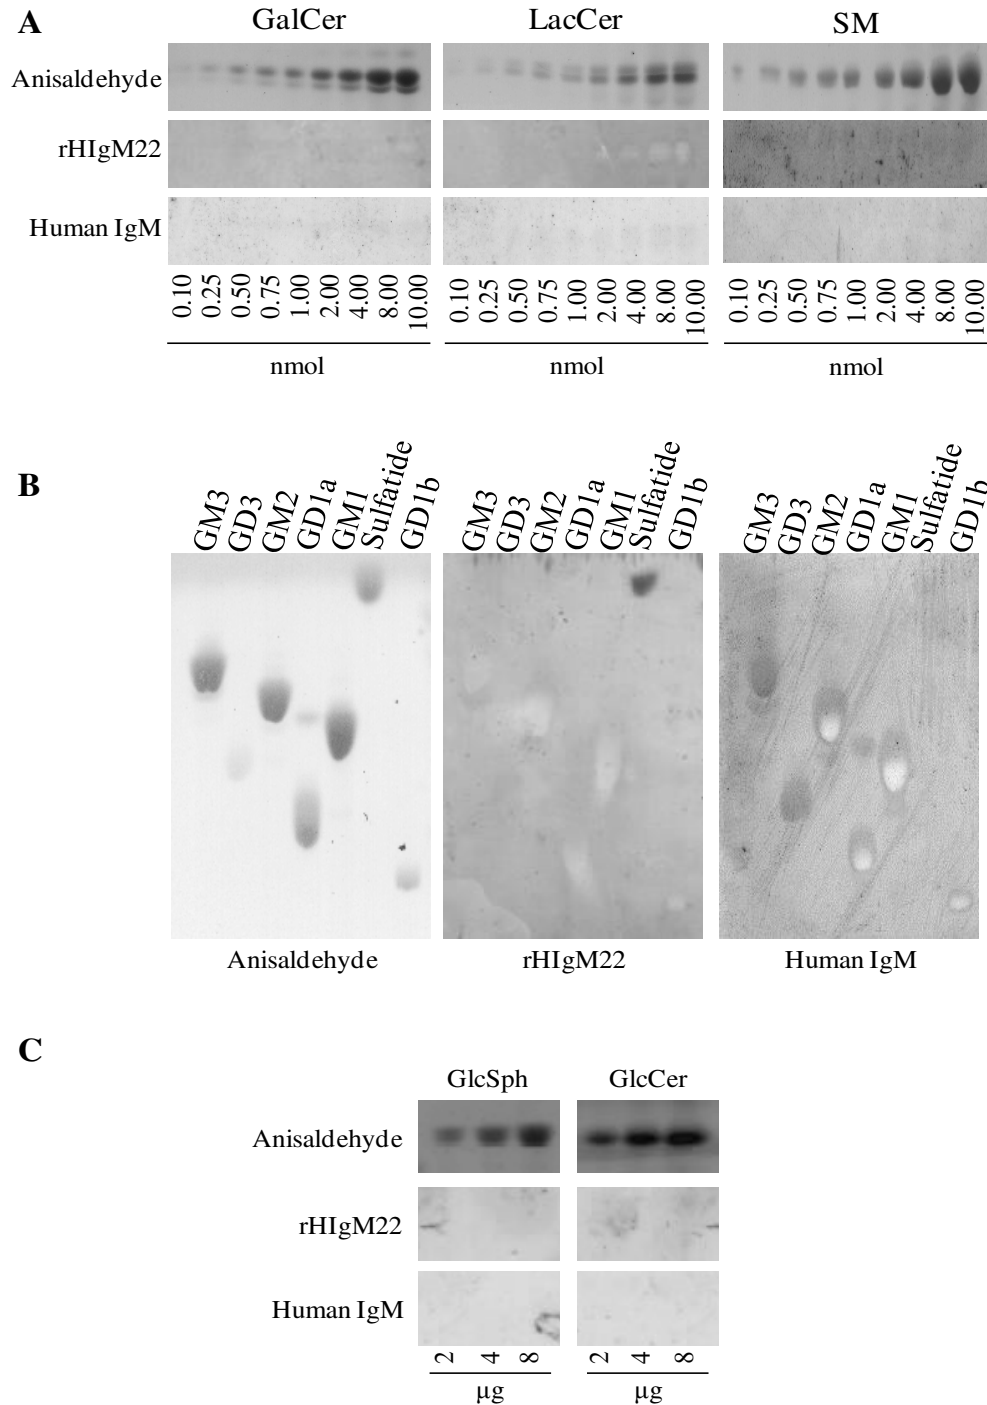 A
GalCer LacCer SM
Anisaldehyde
rHIgM22
Human IgM
0.10 0.25 0.50 0.75 1.00 2.00 4.00 8.00 10.00 0.10 0.25 0.50 0.75 1.00 2.00 4.00 8.00 10.00 0.10 0.25 0.50 0.75 1.00 2.00 4.00 8.00 10.00
nmol nmol nmol
B
GM3 GD3 GM2 GD1a GM1 Sulfatide GD1b GM3 GD3 GM2 GD1a GM1 Sulfatide GD1b GM3 GD3 GM2 GD1a GM1 Sulfatide GD1b
Anisaldehyde rHIgM22 Human IgM
C
GlcSph GlcCer
Anisaldehyde
rHIgM22
Human IgM
2 4 8 2 4 8
μg μg